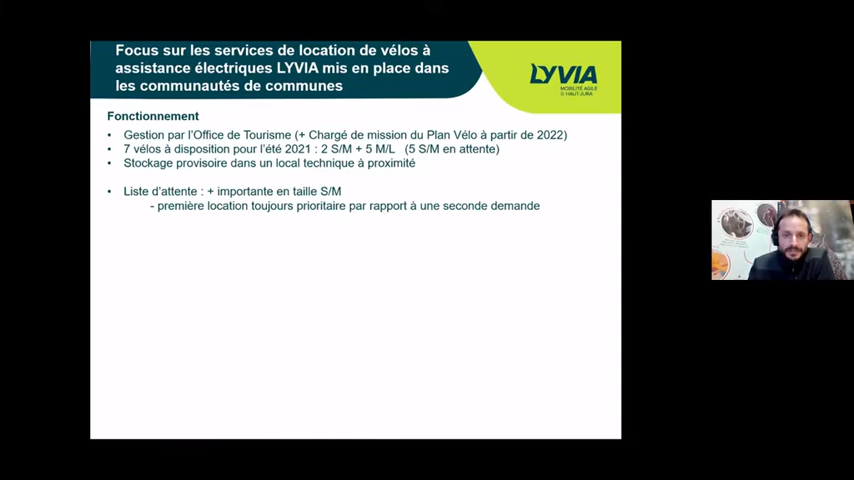 Focus sur les services de location de vélos à
assistance électriques LYVIA mis en place dans
les communautés de communes
LYVIA
MOBILITÉ AGILE
HAUT-JURA
Fonctionnement
• Gestion par l'Office de Tourisme (+ Chargé de mission du Plan Vélo à partir de 2022)
• 7 vélos à disposition pour l'été 2021 : 2 S/M + 5 M/L (5 S/M en attente)
• Stockage provisoire dans un local technique à proximité
• Liste d'attente : + importante en taille S/M
- première location toujours prioritaire par rapport à une seconde demande